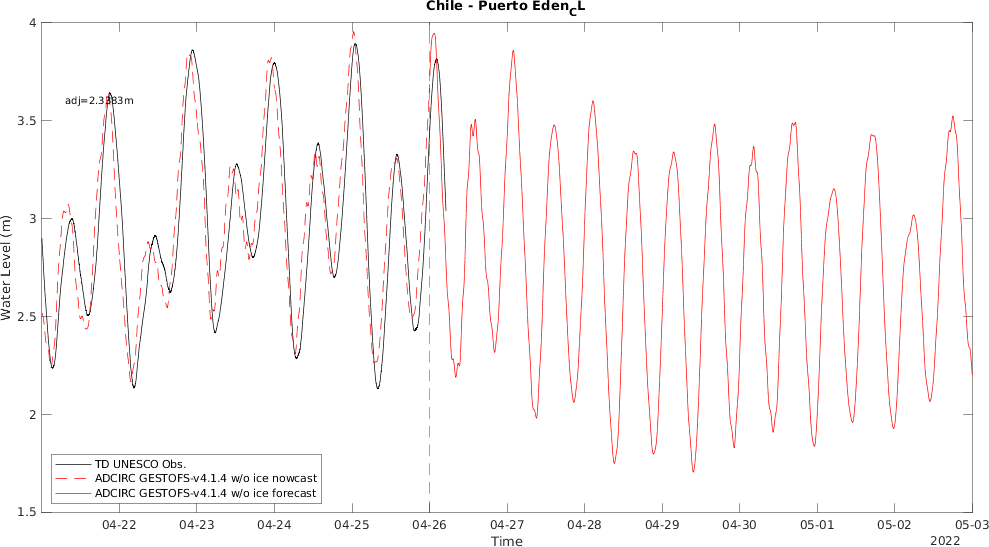 Chile - Puerto Eden_CL
4
3.5
3
2.5
2
1.5
Water Level (m)
adj=2.3383m
TD UNESCO Obs.
ADCIRC GESTOFS-v4.1.4 w/o ice nowcast
ADCIRC GESTOFS-v4.1.4 w/o ice forecast
04-22 04-23 04-24 04-25 04-26 04-27 04-28 04-29 04-30 05-01 05-02 05-03
Time
2022